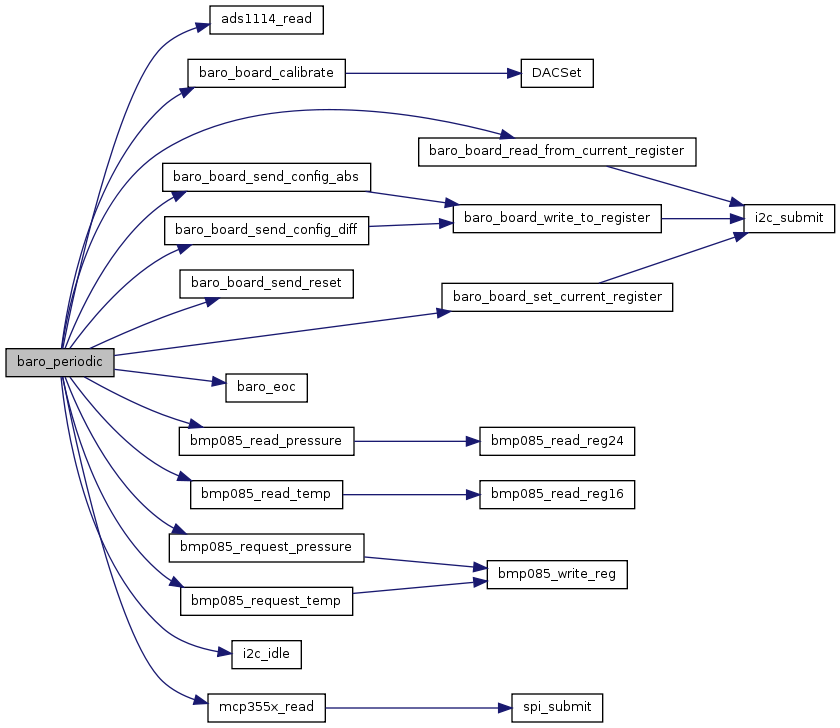 ads1114_read
baro_board_calibrate
DACSet
baro_board_read_from_current_register
baro_board_send_config_abs
baro_board_write_to_register
i2c_submit
baro_board_send_config_diff
baro_board_send_reset
baro_board_set_current_register
baro_periodic
baro_eoc
bmp085_read_pressure
bmp085_read_reg24
bmp085_read_temp
bmp085_read_reg16
bmp085_request_pressure
bmp085_write_reg
bmp085_request_temp
i2c_idle
mcp355x_read
spi_submit